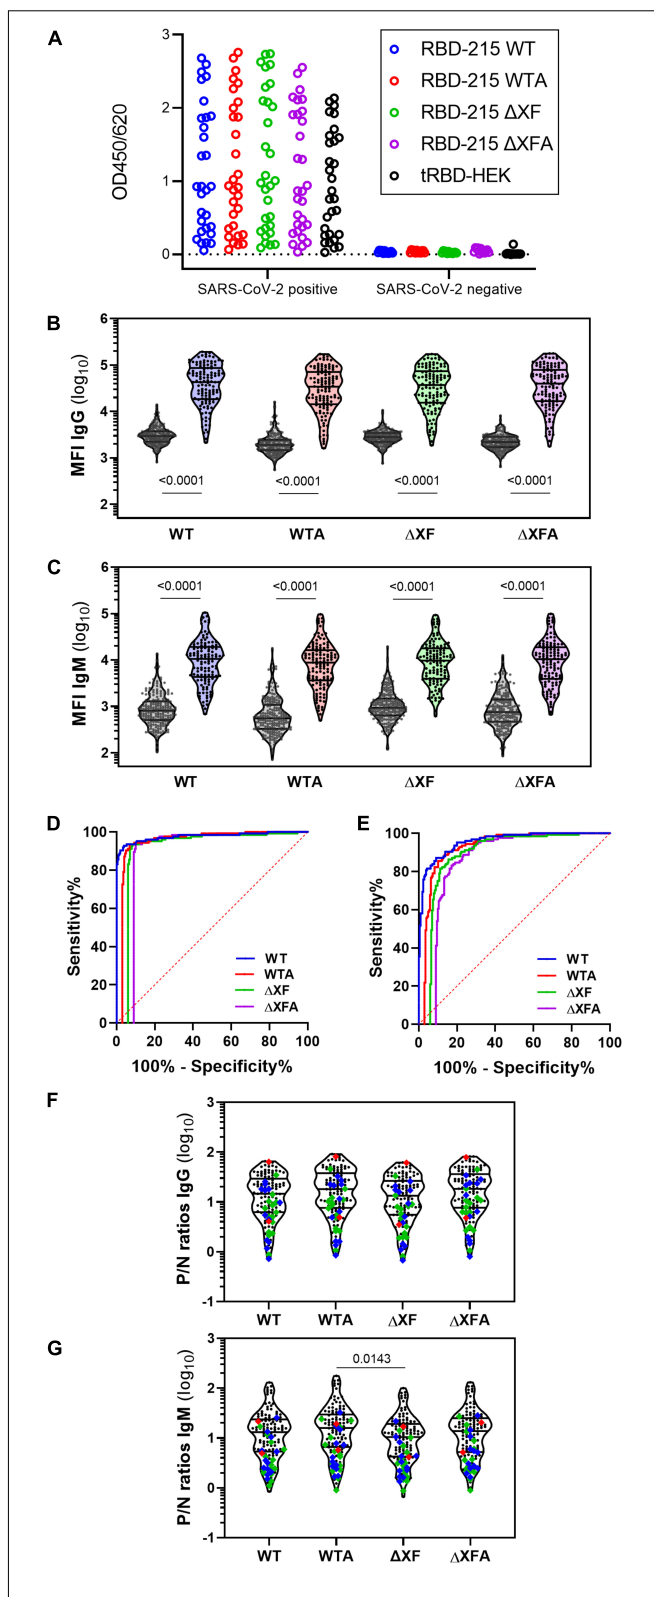 A
3
2
1
0
OD450/620
RBD-215 WT
RBD-215 WTA
RBD-215 ΔXF
RBD-215 ΔXFA
tRBD-HEK
SARS-CoV-2 positive
SARS-CoV-2 negative
B
6
5
4
3
2
MFI IgG (log10)
<0.0001
<0.0001
<0.0001
<0.0001
WT
WTA
ΔXF
ΔXFA
C
6
5
4
3
2
MFI IgM (log10)
<0.0001
<0.0001
<0.0001
<0.0001
WT
WTA
ΔXF
ΔXFA
D
100
80
60
40
20
0
Sensitivity%
WT
WTA
ΔXF
ΔXFA
0 20 40 60 80 100
100% - Specificity%
E
100
80
60
40
20
0
Sensitivity%
WT
WTA
ΔXF
ΔXFA
0 20 40 60 80 100
100% - Specificity%
F
3
2
1
0
-1
P/N ratios IgG (log10)
WT
WTA
ΔXF
ΔXFA
G
3
2
1
0
-1
P/N ratios IgM (log10)
0.0143
WT
WTA
ΔXF
ΔXFA